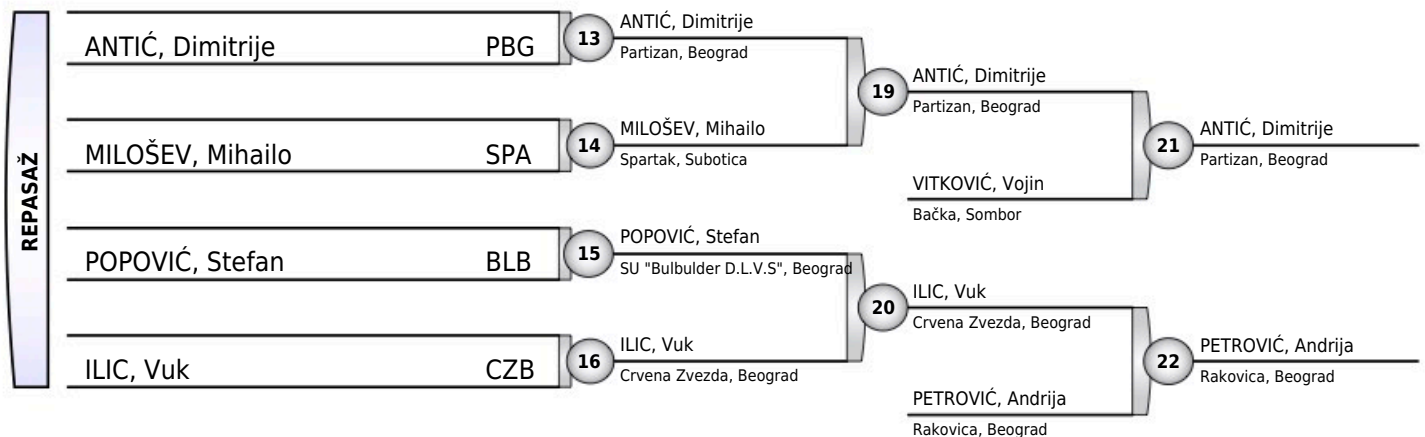 REPASAŽ
ANTIĆ, Dimitrije PBG
MILOŠEV, Mihailo SPA
POPOVIĆ, Stefan BLB
ILIC, Vuk CZB
13
ANTIĆ, Dimitrije
Partizan, Beograd
14
MILOŠEV, Mihailo
Spartak, Subotica
15
POPOVIĆ, Stefan
SU "Bulbulder D.L.V.S", Beograd
16
ILIC, Vuk
Crvena Zvezda, Beograd
19
ANTIĆ, Dimitrije
Partizan, Beograd
VITKOVIĆ, Vojin
Bačka, Sombor
20
ILIC, Vuk
Crvena Zvezda, Beograd
PETROVIĆ, Andrija
Rakovica, Beograd
21
ANTIĆ, Dimitrije
Partizan, Beograd
22
PETROVIĆ, Andrija
Rakovica, Beograd